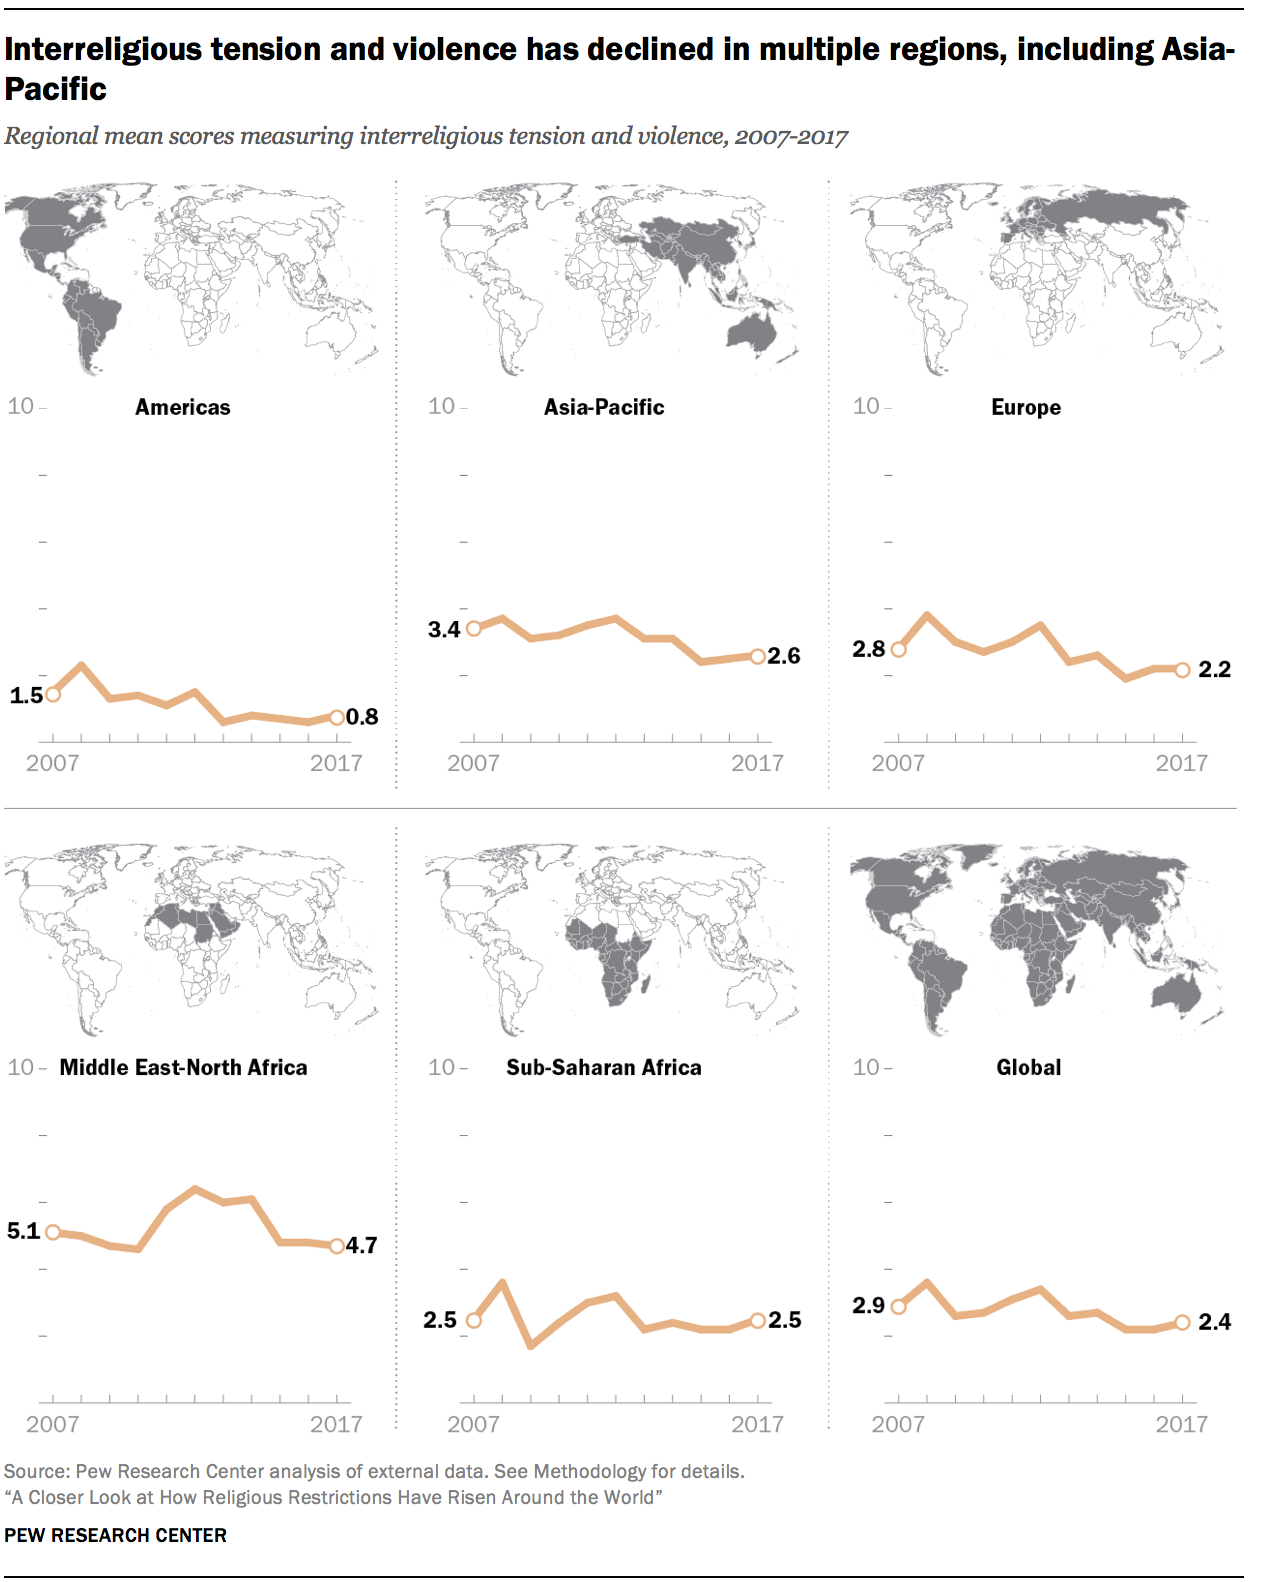 Interreligious tension and violence has declined in multiple regions, including Asia-
Pacific
Regional mean scores measuring interreligious tension and violence, 2007-2017
10
Americas
1.5
0.8
2007
2017
10
Asia-Pacific
3.4
2.6
2007
2017
10
Europe
2.8
2.2
2007
2017
10
Middle East-North Africa
5.1
4.7
2007
2017
10
Sub-Saharan Africa
2.5
2.5
2007
2017
10
Global
2.9
2.4
2007
2017
Source: Pew Research Center analysis of external data. See Methodology for details.
“A Closer Look at How Religious Restrictions Have Risen Around the World”
PEW RESEARCH CENTER